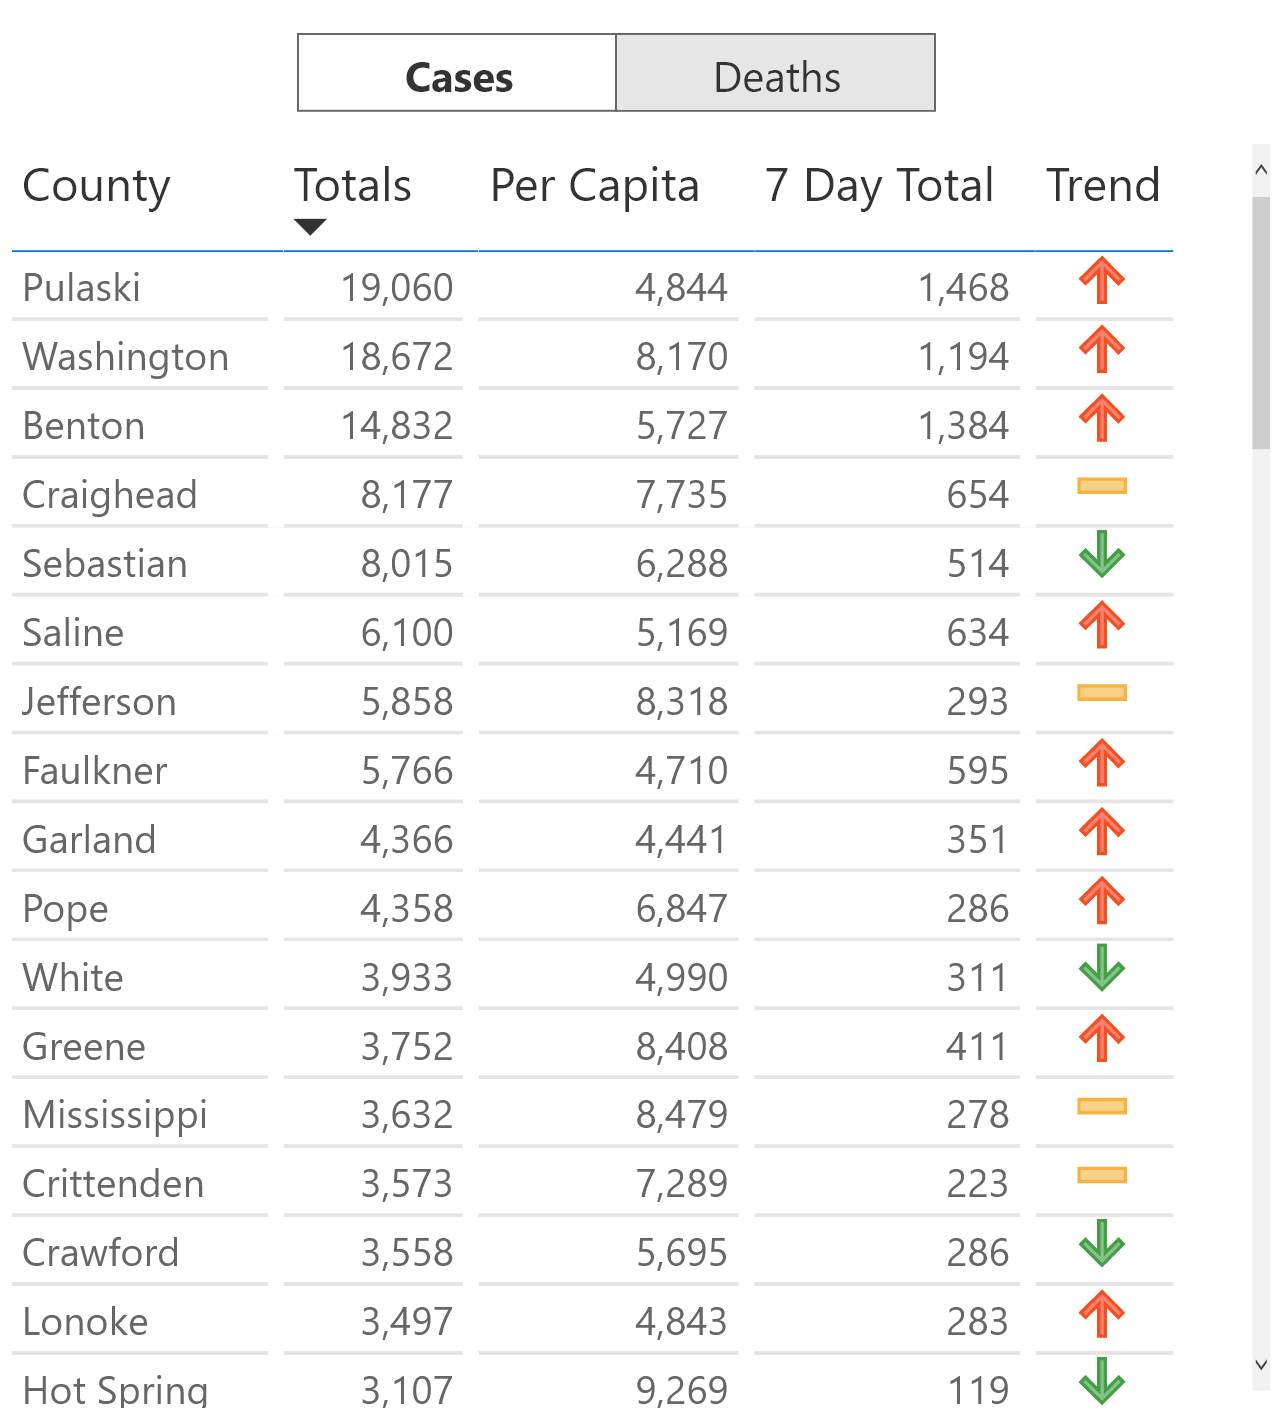 Cases Deaths
County Totals Per Capita 7 Day Total Trend
Pulaski 19,060 4,844 1,468
Washington 18,672 8,170 1,194
Benton 14,832 5,727 1,384
Craighead 8,177 7,735 654
Sebastian 8,015 6,288 514
Saline 6,100 5,169 634
Jefferson 5,858 8,318 293
Faulkner 5,766 4,710 595
Garland 4,366 4,441 351
Pope 4,358 6,847 286
White 3,933 4,990 311
Greene 3,752 8,408 411
Mississippi 3,632 8,479 278
Crittenden 3,573 7,289 223
Crawford 3,558 5,695 286
Lonoke 3,497 4,843 283
Hot Spring 3,107 9,269 119